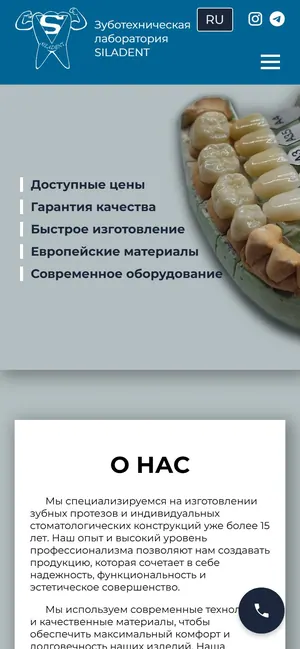 S
SILADENT
Зуботехническая
лаборатория
SILADENT
RU
A4
Доступные цены
Гарантия качества
Быстрое изготовление
Европейские материалы
Современное оборудование
О НАС
Мы специализируемся на изготовлении
зубных протезов и индивидуальных
стоматологических конструкций уже более 15
лет. Наш опыт и высокий уровень
профессионализма позволяют нам создавать
продукцию, которая сочетает в себе
надежность, функциональность и
эстетическое совершенство.
Мы используем современные технол
и качественные материалы, чтобы
обеспечить максимальный комфорт и
долговечность наших изделий. Наша